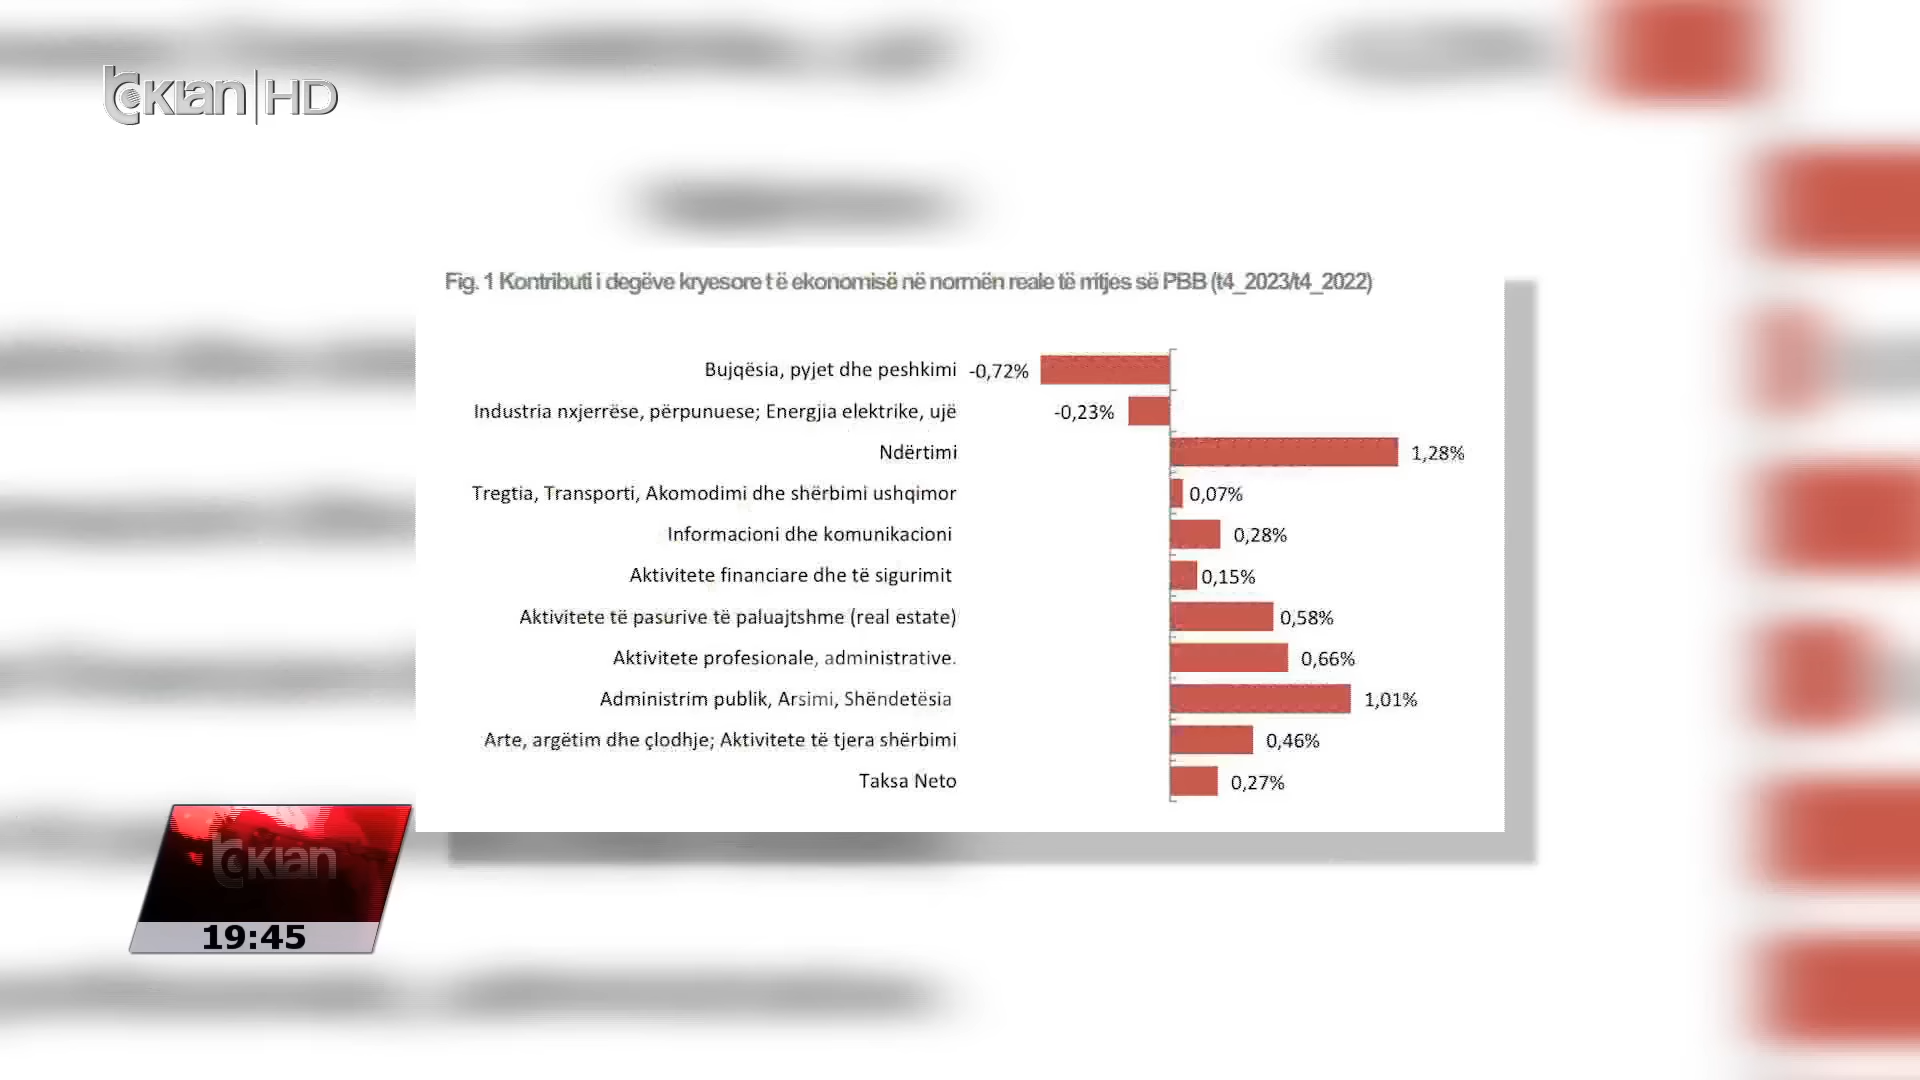 tv KLAN | HD
Fig. 1 Kontributi i degëve kryesore t ë ekonomisë në normën reale të rritjes së PBB (t4_2023/t4_2022)
Bujqësia, pyjet dhe peshkimi -0,72%
Industria nxjerrëse, përpunuese; Energjia elektrike, ujë -0,23%
Ndërtimi 1,28%
Tregtia, Transporti, Akomodimi dhe shërbimi ushqimor 0,07%
Informacioni dhe komunikacioni 0,28%
Aktivitete financiare dhe të sigurimit 0,15%
Aktivitete të pasurive të paluajtshme (real estate) 0,58%
Aktivitete profesionale, administrative. 0,66%
Administrim publik, Arsimi, Shëndetësia 1,01%
Arte, argëtim dhe çlodhje; Aktivitete të tjera shërbimi 0,46%
Taksa Neto 0,27%
tv KLAN
19:45